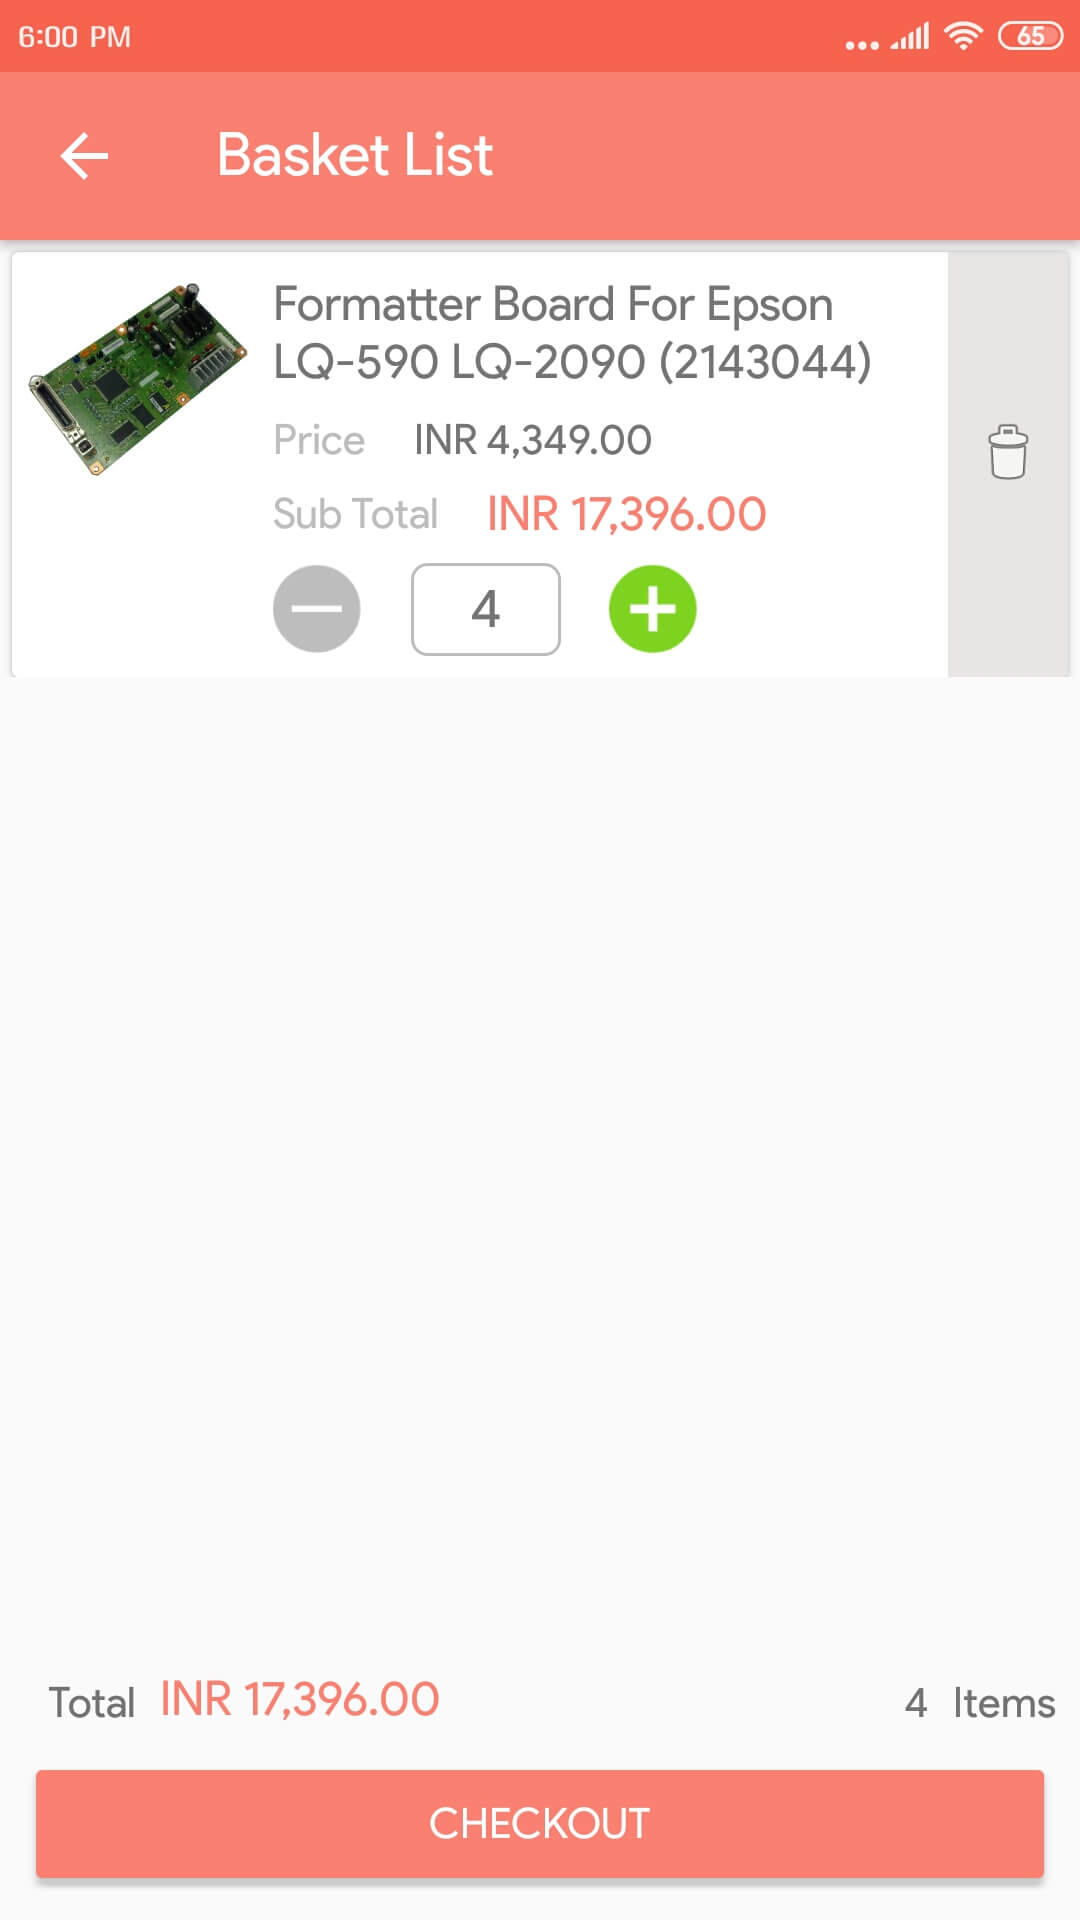 6:00 PM
65
Basket List
Formatter Board For Epson
LQ-590 LQ-2090 (2143044)
Price INR 4,349.00
Sub Total INR 17,396.00
4
Total INR 17,396.00
4 Items
CHECKOUT